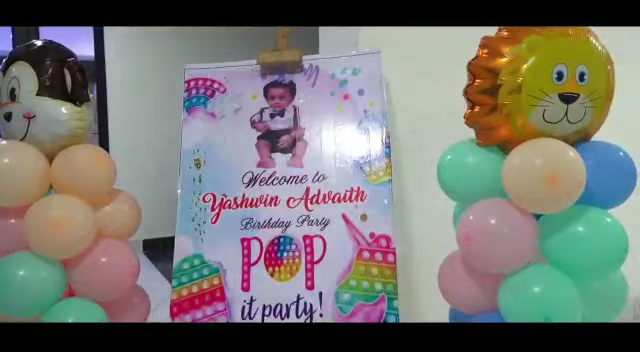 Welcome to
Yashwin Advaith
Birthday Party
POP
it party!